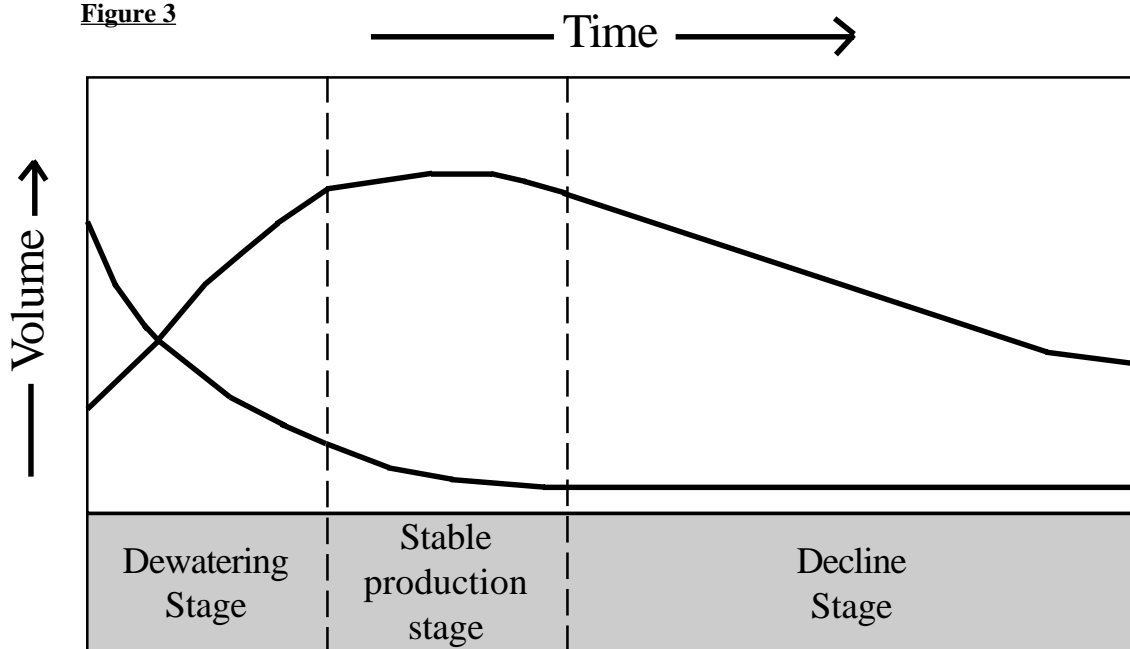 Figure 3
Time
Volume
Dewatering
Stage
Stable
production
stage
Decline
Stage